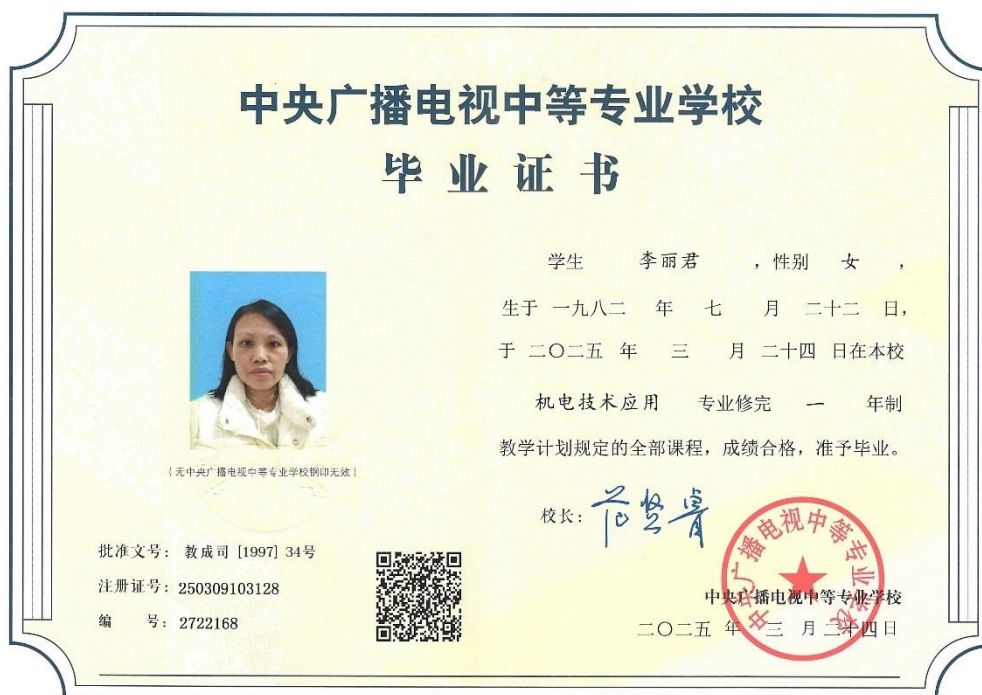 中央广播电视中等专业学校
毕业证书
学生 李丽君 ，性别 女 ，
生于 一九八二 年 七 月 二十二 日，
于 二〇二五 年 三 月 二十四 日在本校
机电技术应用 专业修完 一 年制
教学计划规定的全部课程，成绩合格，准予毕业。
（无中央广播电视中等专业学校钢印无效）
校长：
批准文号： 教成司 [1997] 34号
注册证号：250309103128
编 号：2722168
中央广播电视中等专业学校
中央广播电视中等专业学校
二〇二五 年 三 月 二十四日